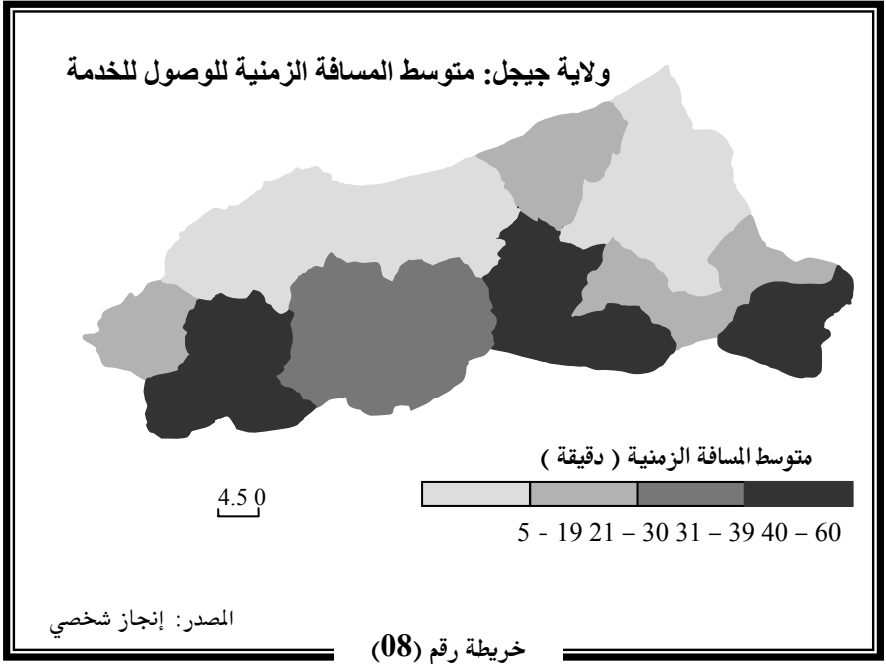 ولاية جيجل: متوسط المسافة الزمنية للوصول للخدمة
متوسط المسافة الزمنية ( دقيقة )
4.5 0
5 - 19 21 – 30 31 – 39 40 – 60
المصدر: إنجاز شخصي
خريطة رقم (08)